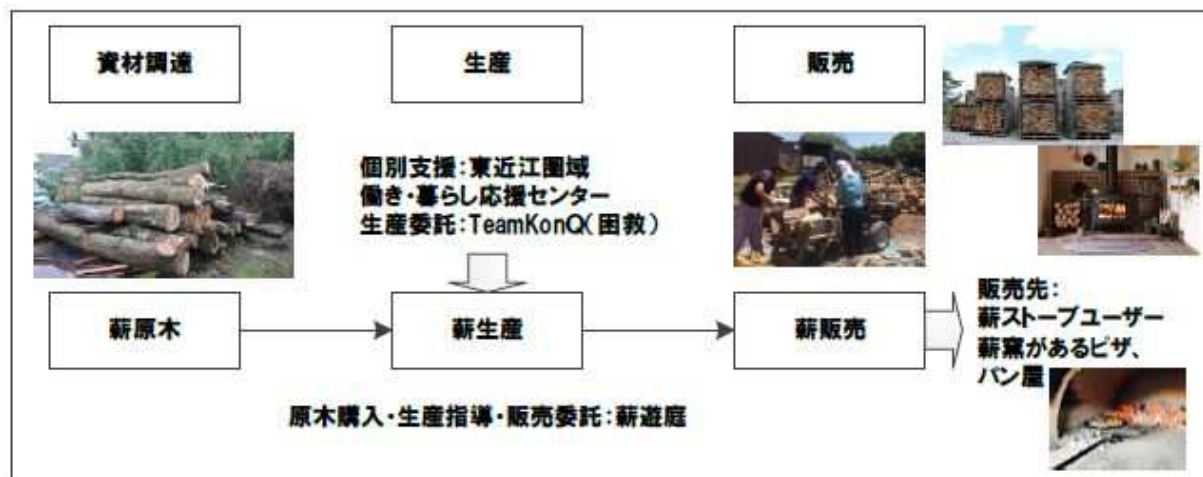 資材調達
生産
販売
個別支援：東近江圏域
働き・暮らし応援センター
生産委託：TeamKonQ（困救）
薪原木
薪生産
薪販売
販売先：
薪ストーブユーザー
薪窯があるピザ、
パン屋
原木購入・生産指導・販売委託：薪遊庭